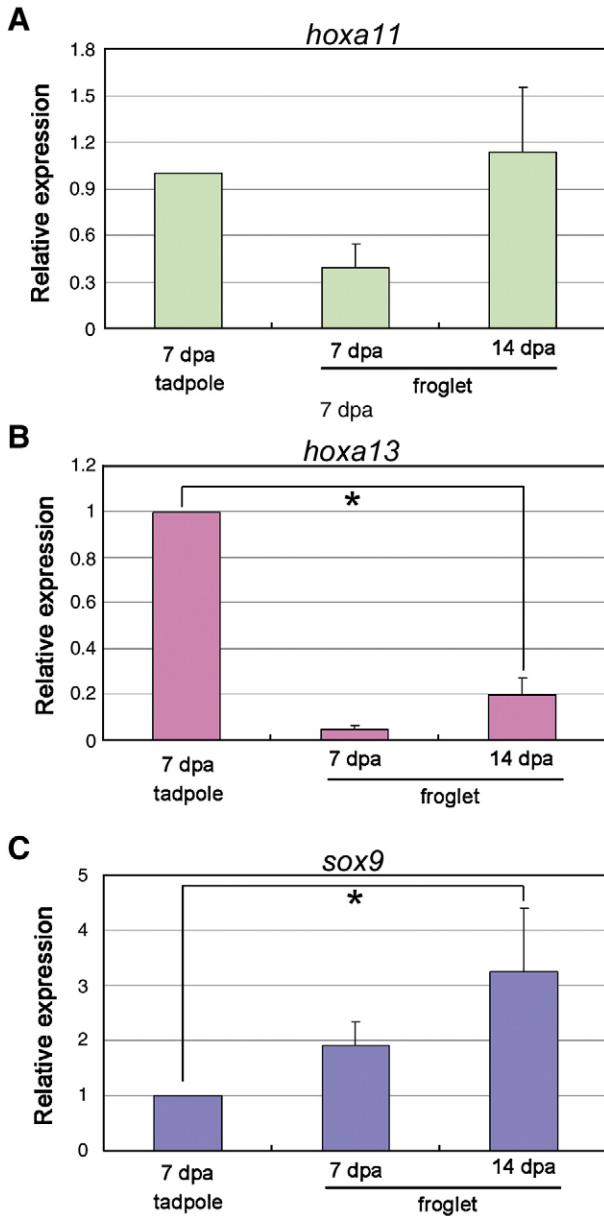 A
hoxa11
Relative expression
1.8
1.5
1.2
0.9
0.6
0.3
0
7 dpa
tadpole
7 dpa
14 dpa
froglet
7 dpa
B
hoxa13
Relative expression
1.2
1
0.8
0.6
0.4
0.2
0
*
7 dpa
tadpole
7 dpa
14 dpa
froglet
C
sox9
Relative expression
5
4
3
2
1
0
*
7 dpa
tadpole
7 dpa
14 dpa
froglet